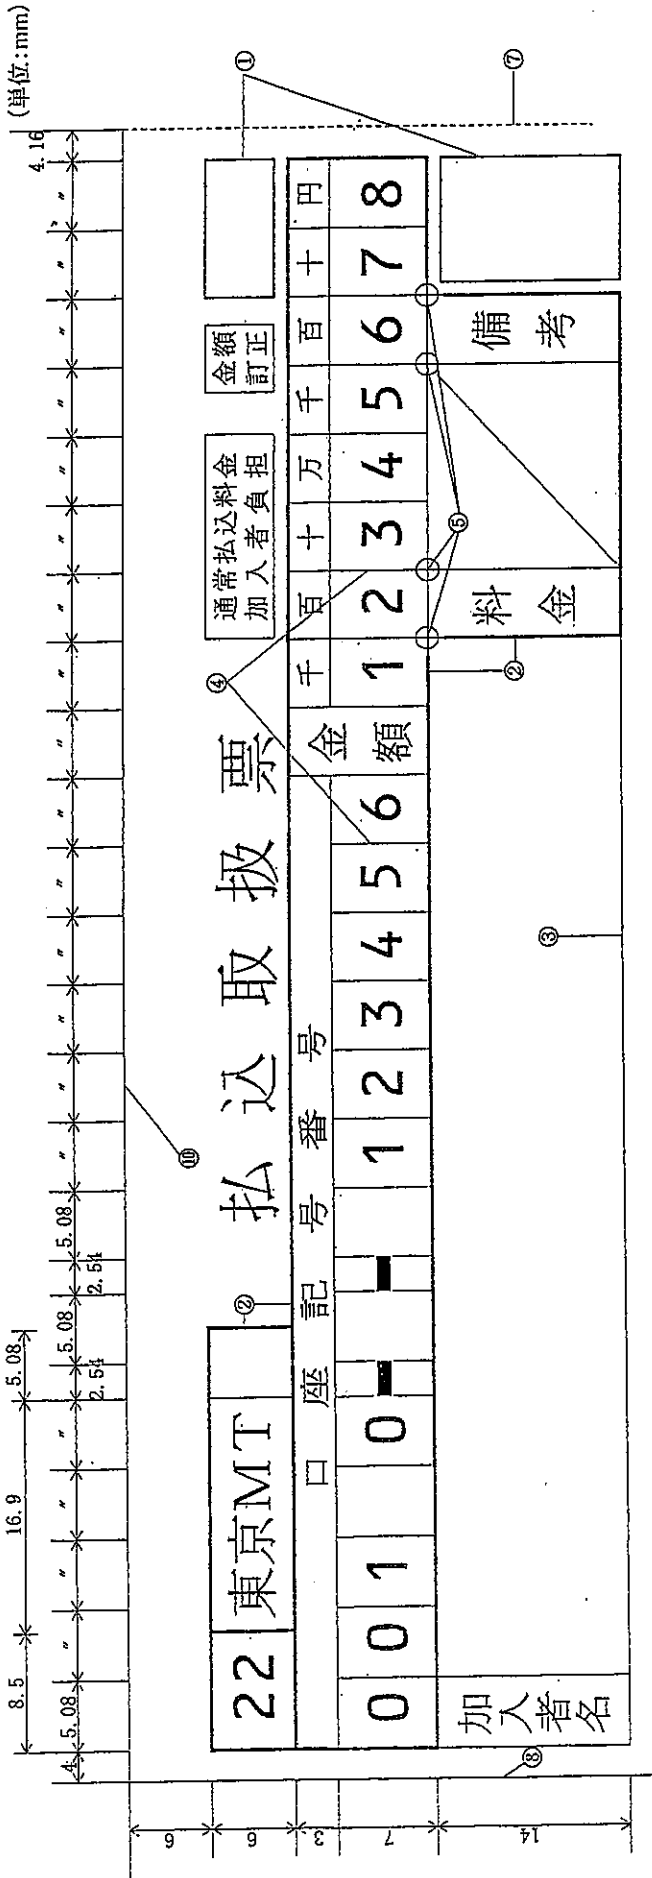 (単位:mm)
8.5 16.9 5.08
4 5.08 〃 〃 〃 〃 2.54 5.08 2.54 5.08 〃 〃 〃 〃 〃 〃 〃 〃 〃 〃 〃 〃 〃 〃 〃 4.16
⑩
6
6
3
7
14
22 東京MT
②
払込取扱票
通常払込料金
加入者負担
金額
訂正
①
④
口座記号番号
金額
千 百 十 万 千 百 十 円
0 0 1 0 - - 1 2 3 4 5 6
1 2 3 4 5 6 7 8
⑤
②
加入者名
料金
備考
③
⑦
⑧